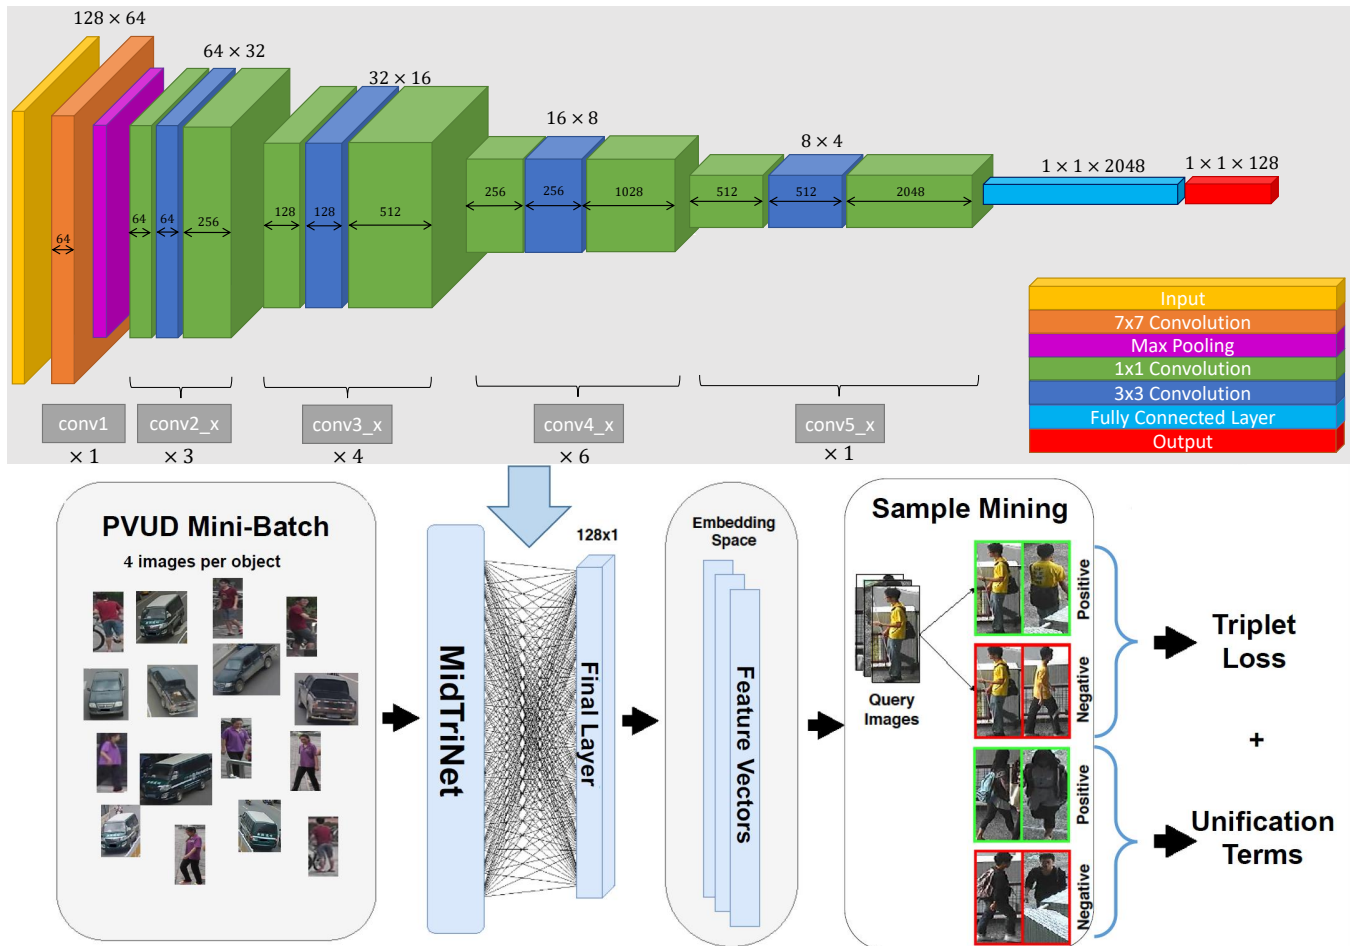 128 × 64
64 × 32
32 × 16
16 × 8
8 × 4
1 × 1 × 2048
1 × 1 × 128
64
64
64
256
128
128
512
256
256
1028
512
512
2048
Input
7x7 Convolution
Max Pooling
1x1 Convolution
3x3 Convolution
Fully Connected Layer
Output
conv1
conv2_x
conv3_x
conv4_x
conv5_x
× 1
× 3
× 4
× 6
× 1
PVUD Mini-Batch
4 images per object
MidTriNet
128x1
Final Layer
Embedding
Space
Feature Vectors
Sample Mining
Query
Images
Positive
Negative
Positive
Negative
Triplet
Loss
+
Unification
Terms